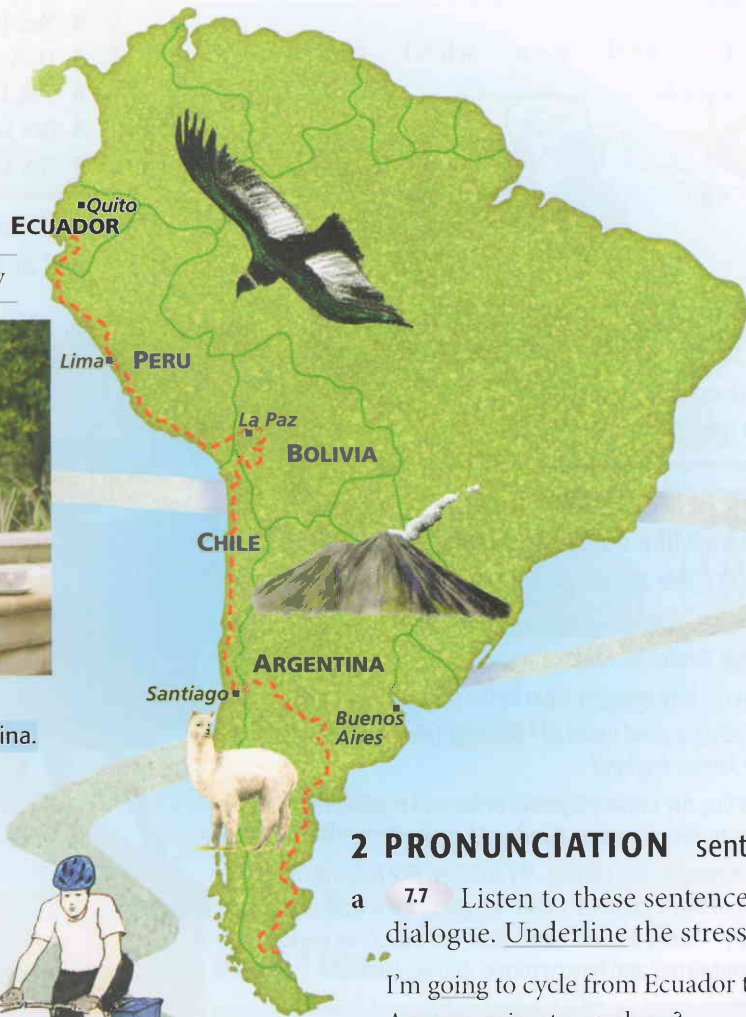 Quito
ECUADOR
y
Lima
PERU
La Paz
BOLIVIA
CHILE
ARGENTINA
Santiago
Buenos
Aires
ina.
2 PRONUNCIATION sent
a 7.7 Listen to these sentence
dialogue. Underline the stress
I'm going to cycle from Ecuador t